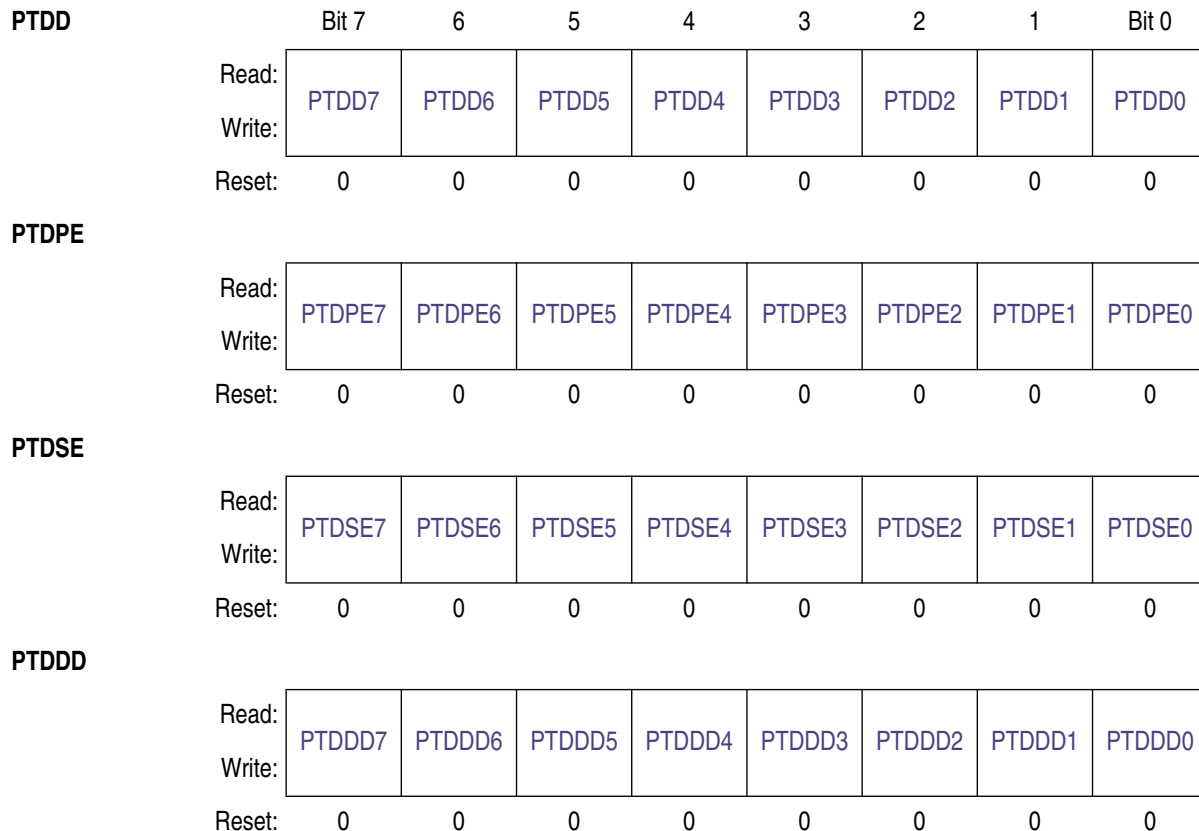 PTDD Bit 7 6 5 4 3 2 1 Bit 0
Read:
PTDD7 PTDD6 PTDD5 PTDD4 PTDD3 PTDD2 PTDD1 PTDD0
Write:
Reset: 0 0 0 0 0 0 0 0
PTDPE
Read:
PTDPE7 PTDPE6 PTDPE5 PTDPE4 PTDPE3 PTDPE2 PTDPE1 PTDPE0
Write:
Reset: 0 0 0 0 0 0 0 0
PTDSE
Read:
PTDSE7 PTDSE6 PTDSE5 PTDSE4 PTDSE3 PTDSE2 PTDSE1 PTDSE0
Write:
Reset: 0 0 0 0 0 0 0 0
PTDDD
Read:
PTDDD7 PTDDD6 PTDDD5 PTDDD4 PTDDD3 PTDDD2 PTDDD1 PTDDD0
Write:
Reset: 0 0 0 0 0 0 0 0